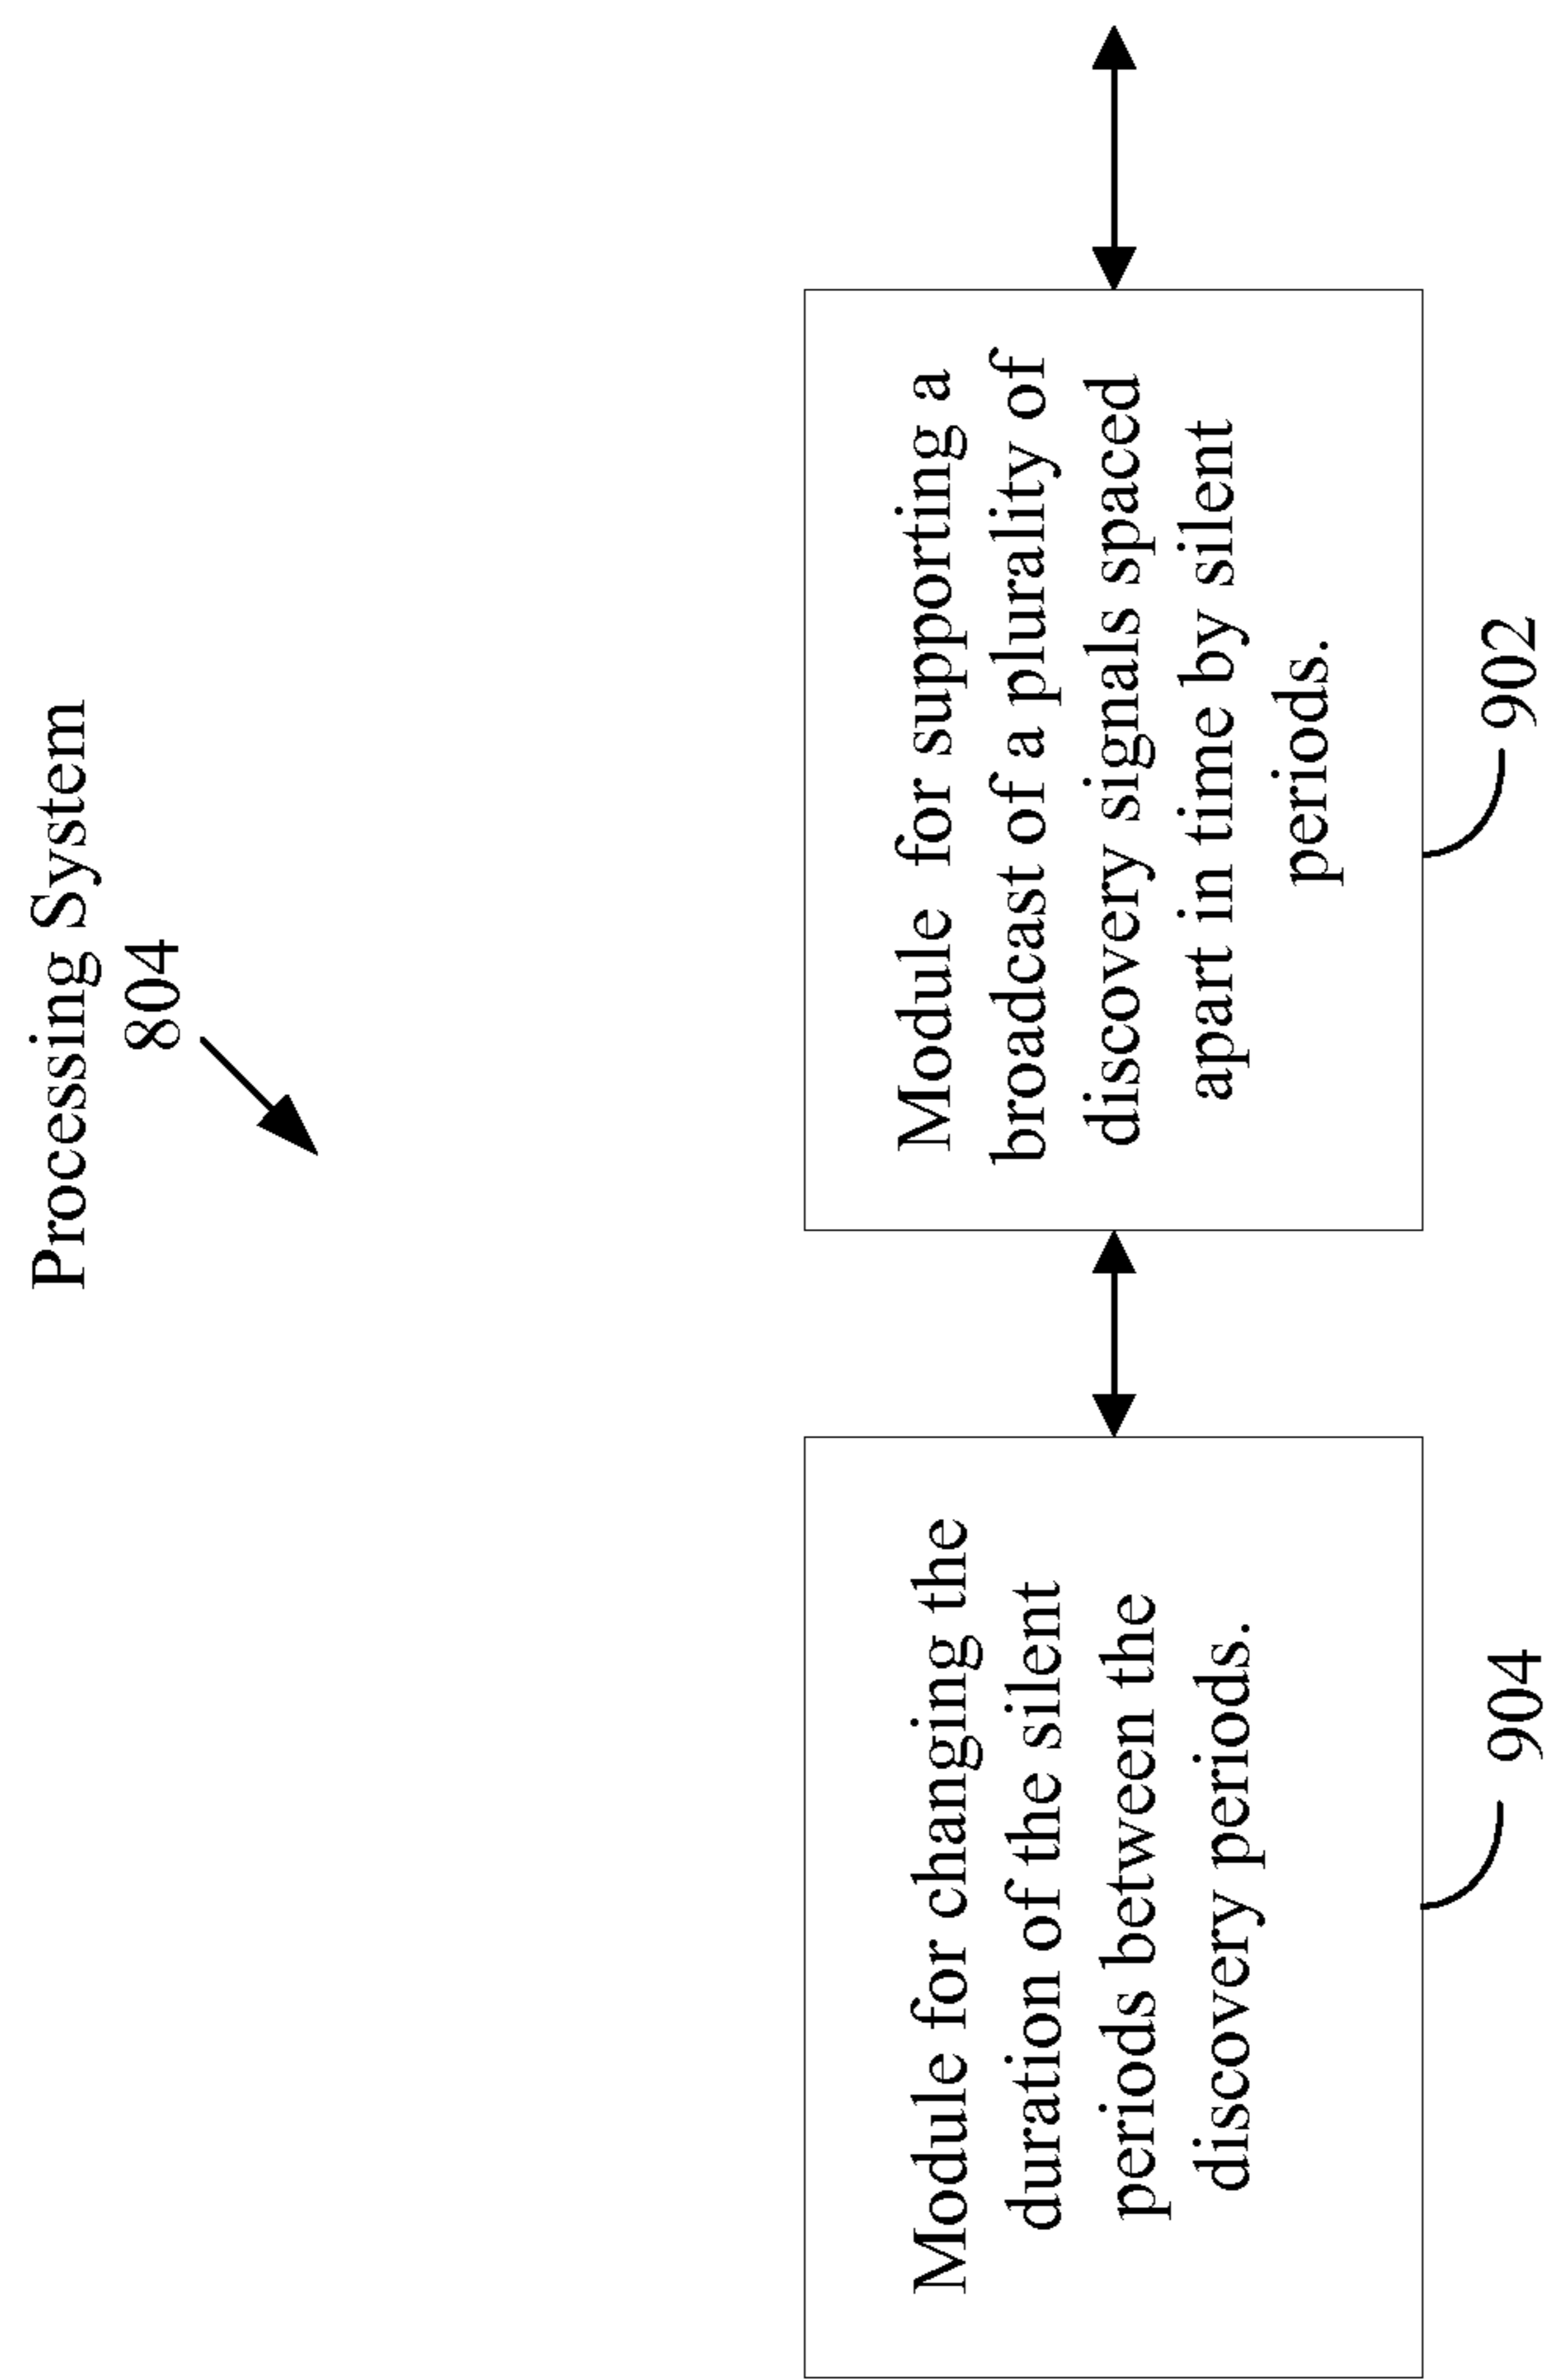 Processing System
804
Module for changing the
duration of the silent
periods between the
discovery periods.
904
Module for supporting a
broadcast of a plurality of
discovery signals spaced
apart in time by silent
periods.
902